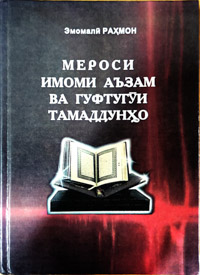 Эмомалӣ РАҲМОН
МЕРОСИ
ИМОМИ АЪЗАМ
ВА ГУФТУГӮИ
ТАМАДДУНҲО